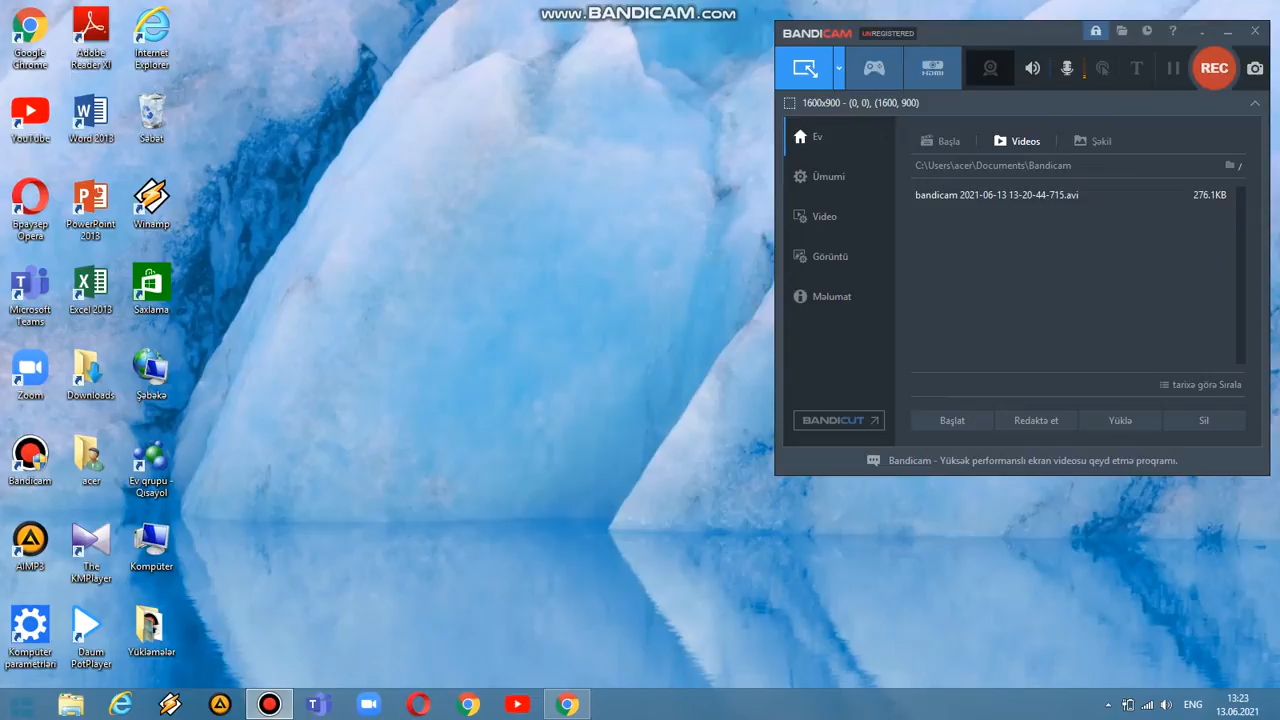 www.BANDICAM.com
Google Chrome
Adobe Reader XI
Internet Explorer
YouTube
Word 2013
Səbət
Браузер Opera
PowerPoint 2013
Winamp
Microsoft Teams
Excel 2013
Saxlama
Zoom
Downloads
Şəbəkə
Bandicam
acer
Ev qrupu - Qısayol
AIMP3
The KMPlayer
Kompüter
Kompüter parametrləri
Daum PotPlayer
Yükləmələr
BANDICAM UNREGISTERED
HDMI
REC
1600x900 - (0, 0), (1600, 900)
Ev
Ümumi
Video
Görüntü
Məlumat
BANDICUT
Başla
Videos
Şəkil
C:\Users\acer\Documents\Bandicam
bandicam 2021-06-13 13-20-44-715.avi 276.1KB
tarixə görə Sırala
Başlat
Redaktə et
Yüklə
Sil
Bandicam - Yüksək performanslı ekran videosu qeyd etmə proqramı.
ENG
13:23
13.06.2021